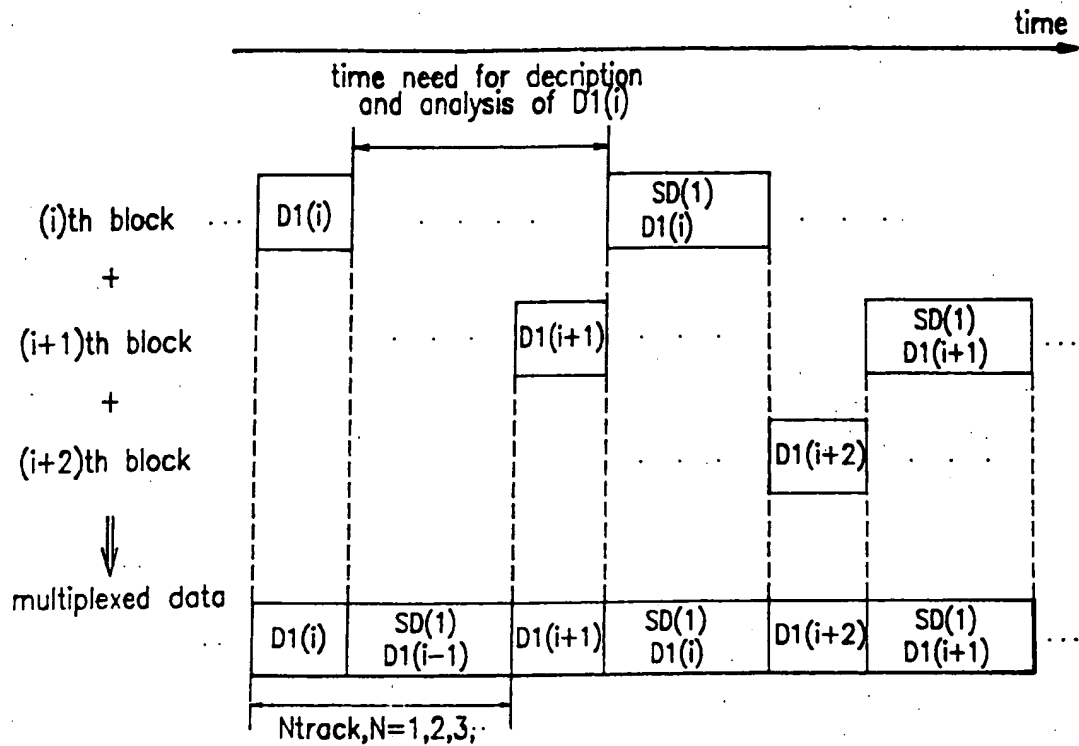 time
time need for decription
and analysis of D1(i)
(i)th block ··· D1(i) · · · · SD(1) · · · ·
D1(i)
+
(i+1)th block · · · D1(i+1) · · · SD(1) ···
D1(i+1)
+
(i+2)th block · · · D1(i+2) · · ·
⇓
multiplexed data
·· D1(i) SD(1) D1(i+1) SD(1) D1(i+2) SD(1) ···
D1(i-1) D1(i) D1(i+1)
Ntrack,N=1,2,3;··